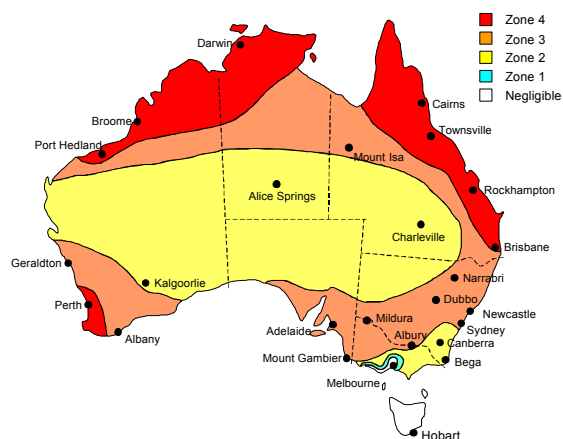 Zone 4
Zone 3
Zone 2
Zone 1
Negligible
Darwin
Broome
Port Hedland
Cairns
Townsville
Mount Isa
Rockhampton
Alice Springs
Charleville
Brisbane
Geraldton
Kalgoorlie
Narrabri
Dubbo
Perth
Newcastle
Mildura
Sydney
Adelaide
Albury
Albany
Canberra
Mount Gambier
Bega
Melbourne
Hobart